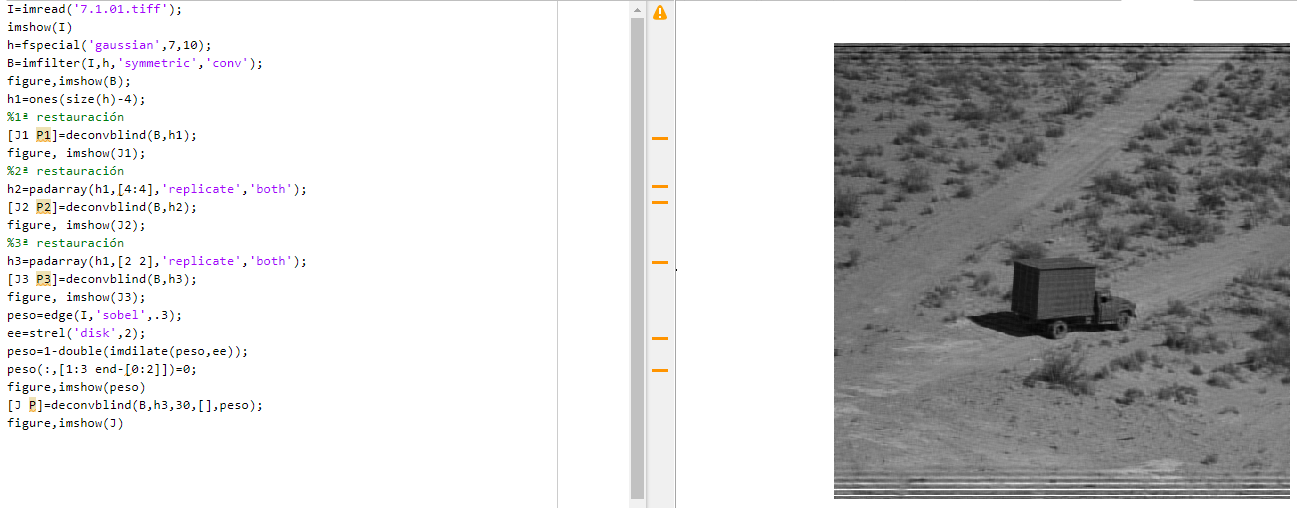 I=imread('7.1.01.tiff');
imshow(I)
h=fspecial('gaussian',7,10);
B=imfilter(I,h,'symmetric','conv');
figure,imshow(B);
h1=ones(size(h)-4);
%1ª restauración
[J1 P1]=deconvblind(B,h1);
figure, imshow(J1);
%2ª restauración
h2=padarray(h1,[4:4],'replicate','both');
[J2 P2]=deconvblind(B,h2);
figure, imshow(J2);
%3ª restauración
h3=padarray(h1,[2 2],'replicate','both');
[J3 P3]=deconvblind(B,h3);
figure, imshow(J3);
peso=edge(I,'sobel',.3);
ee=strel('disk',2);
peso=1-double(imdilate(peso,ee));
peso(:,[1:3 end-[0:2]])=0;
figure,imshow(peso)
[J P]=deconvblind(B,h3,30,[],peso);
figure,imshow(J)